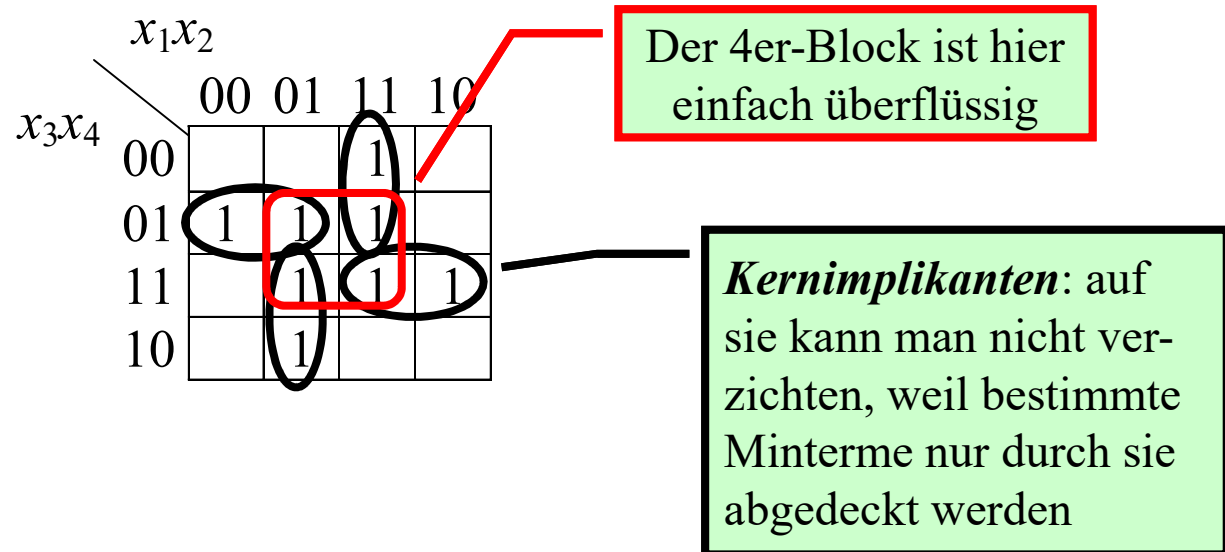 x₁x₂
x₃x₄
00 01 11 10
00 1
01 1 1 1
11 1 1 1
10 1
Der 4er-Block ist hier
einfach überflüssig
Kernimplikanten: auf
sie kann man nicht ver-
zichten, weil bestimmte
Minterme nur durch sie
abgedeckt werden